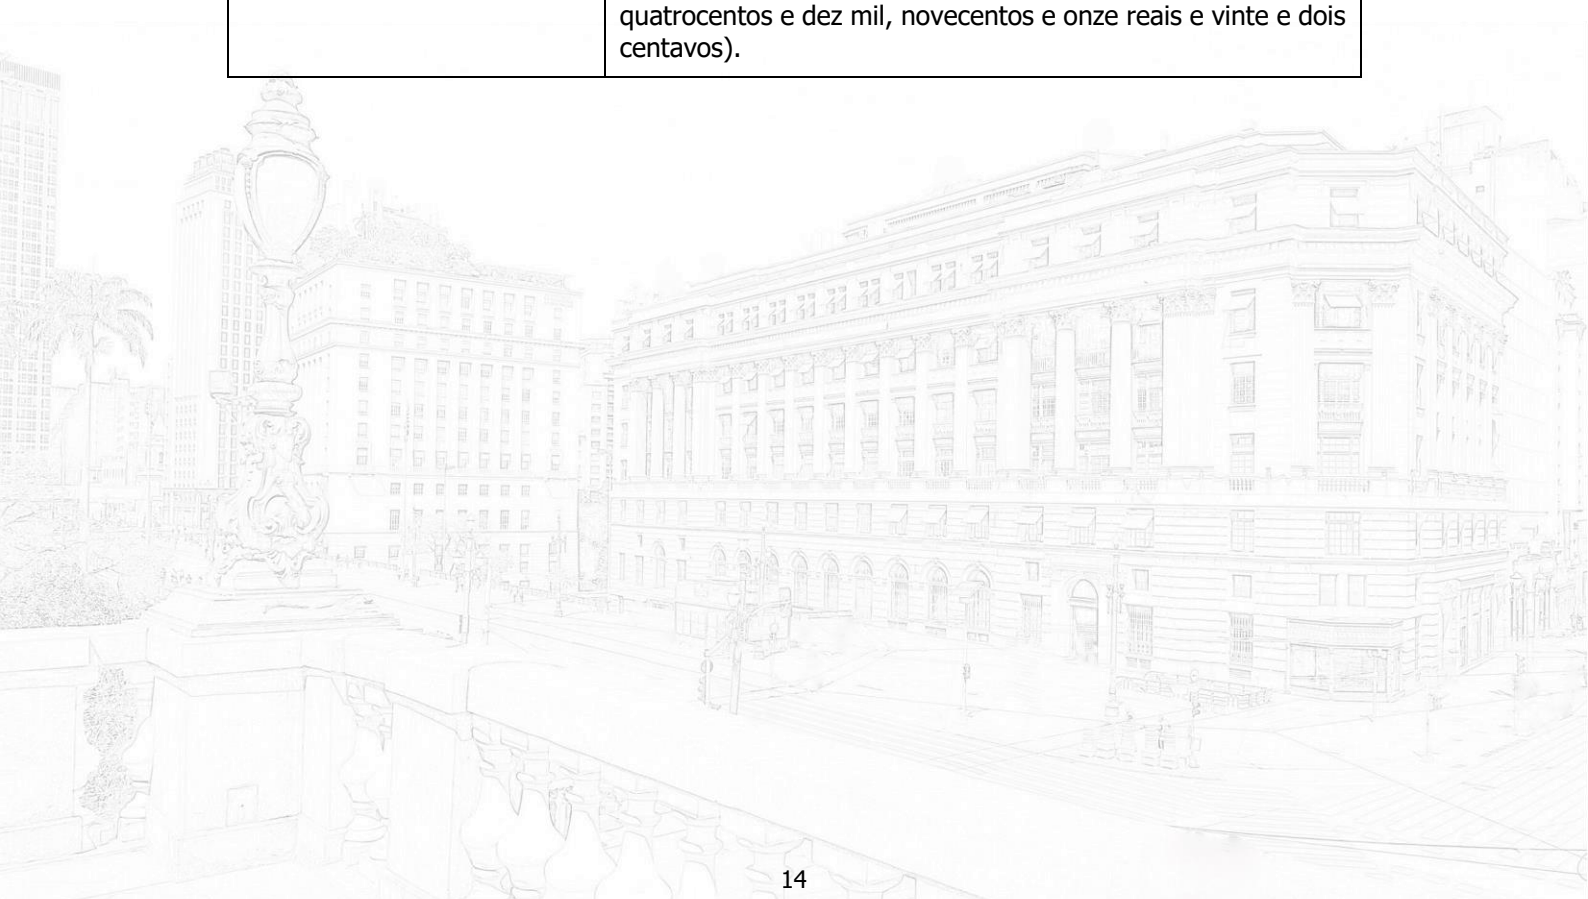 quatrocentos e dez mil, novecentos e onze reais e vinte e dois
centavos).
14